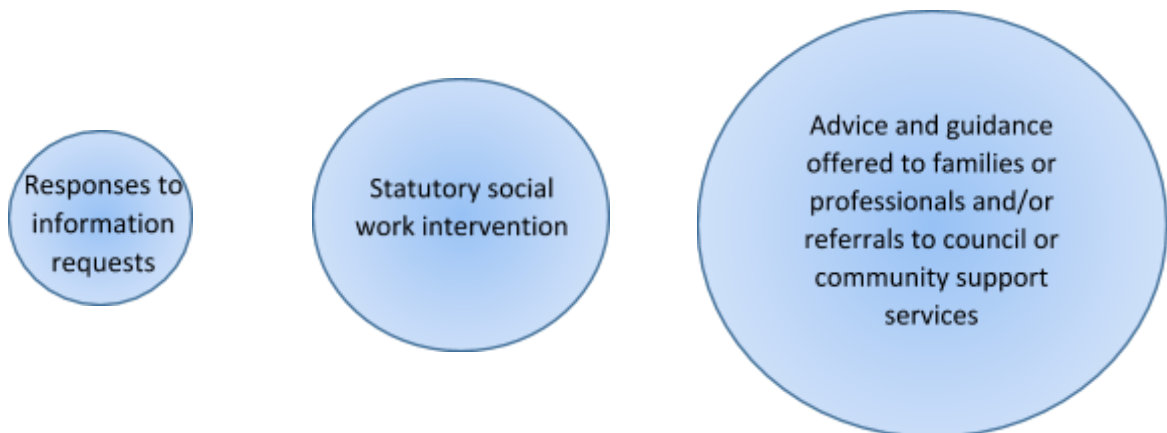 Responses to
information
requests
Statutory social
work intervention
Advice and guidance
offered to families or
professionals and/or
referrals to council or
community support
services